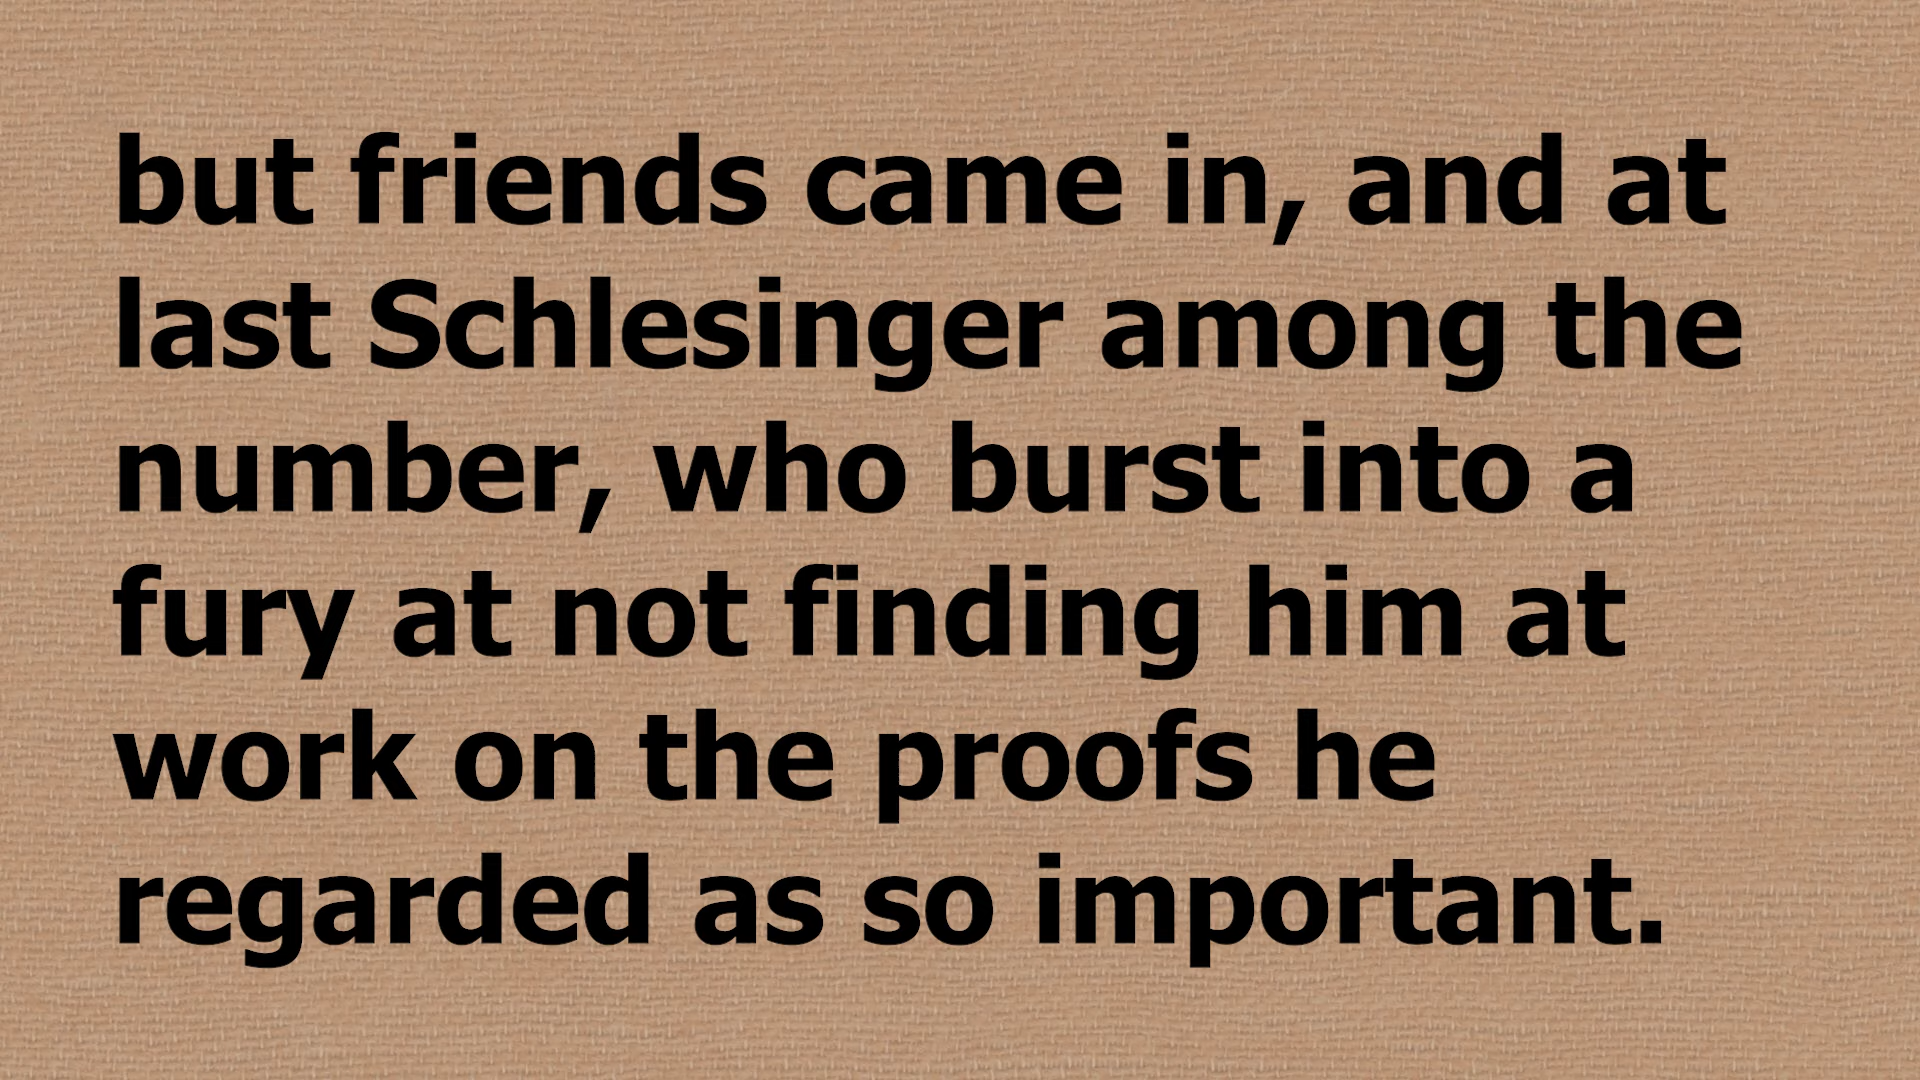 but friends came in, and at
last Schlesinger among the
number, who burst into a
fury at not finding him at
work on the proofs he
regarded as so important.